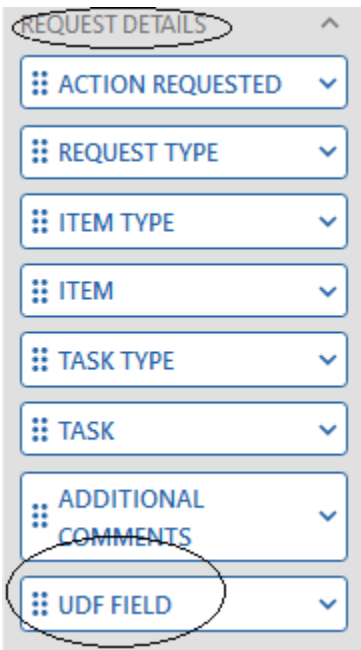 REQUEST DETAILS
ACTION REQUESTED
REQUEST TYPE
ITEM TYPE
ITEM
TASK TYPE
TASK
ADDITIONAL
COMMENTS
UDF FIELD